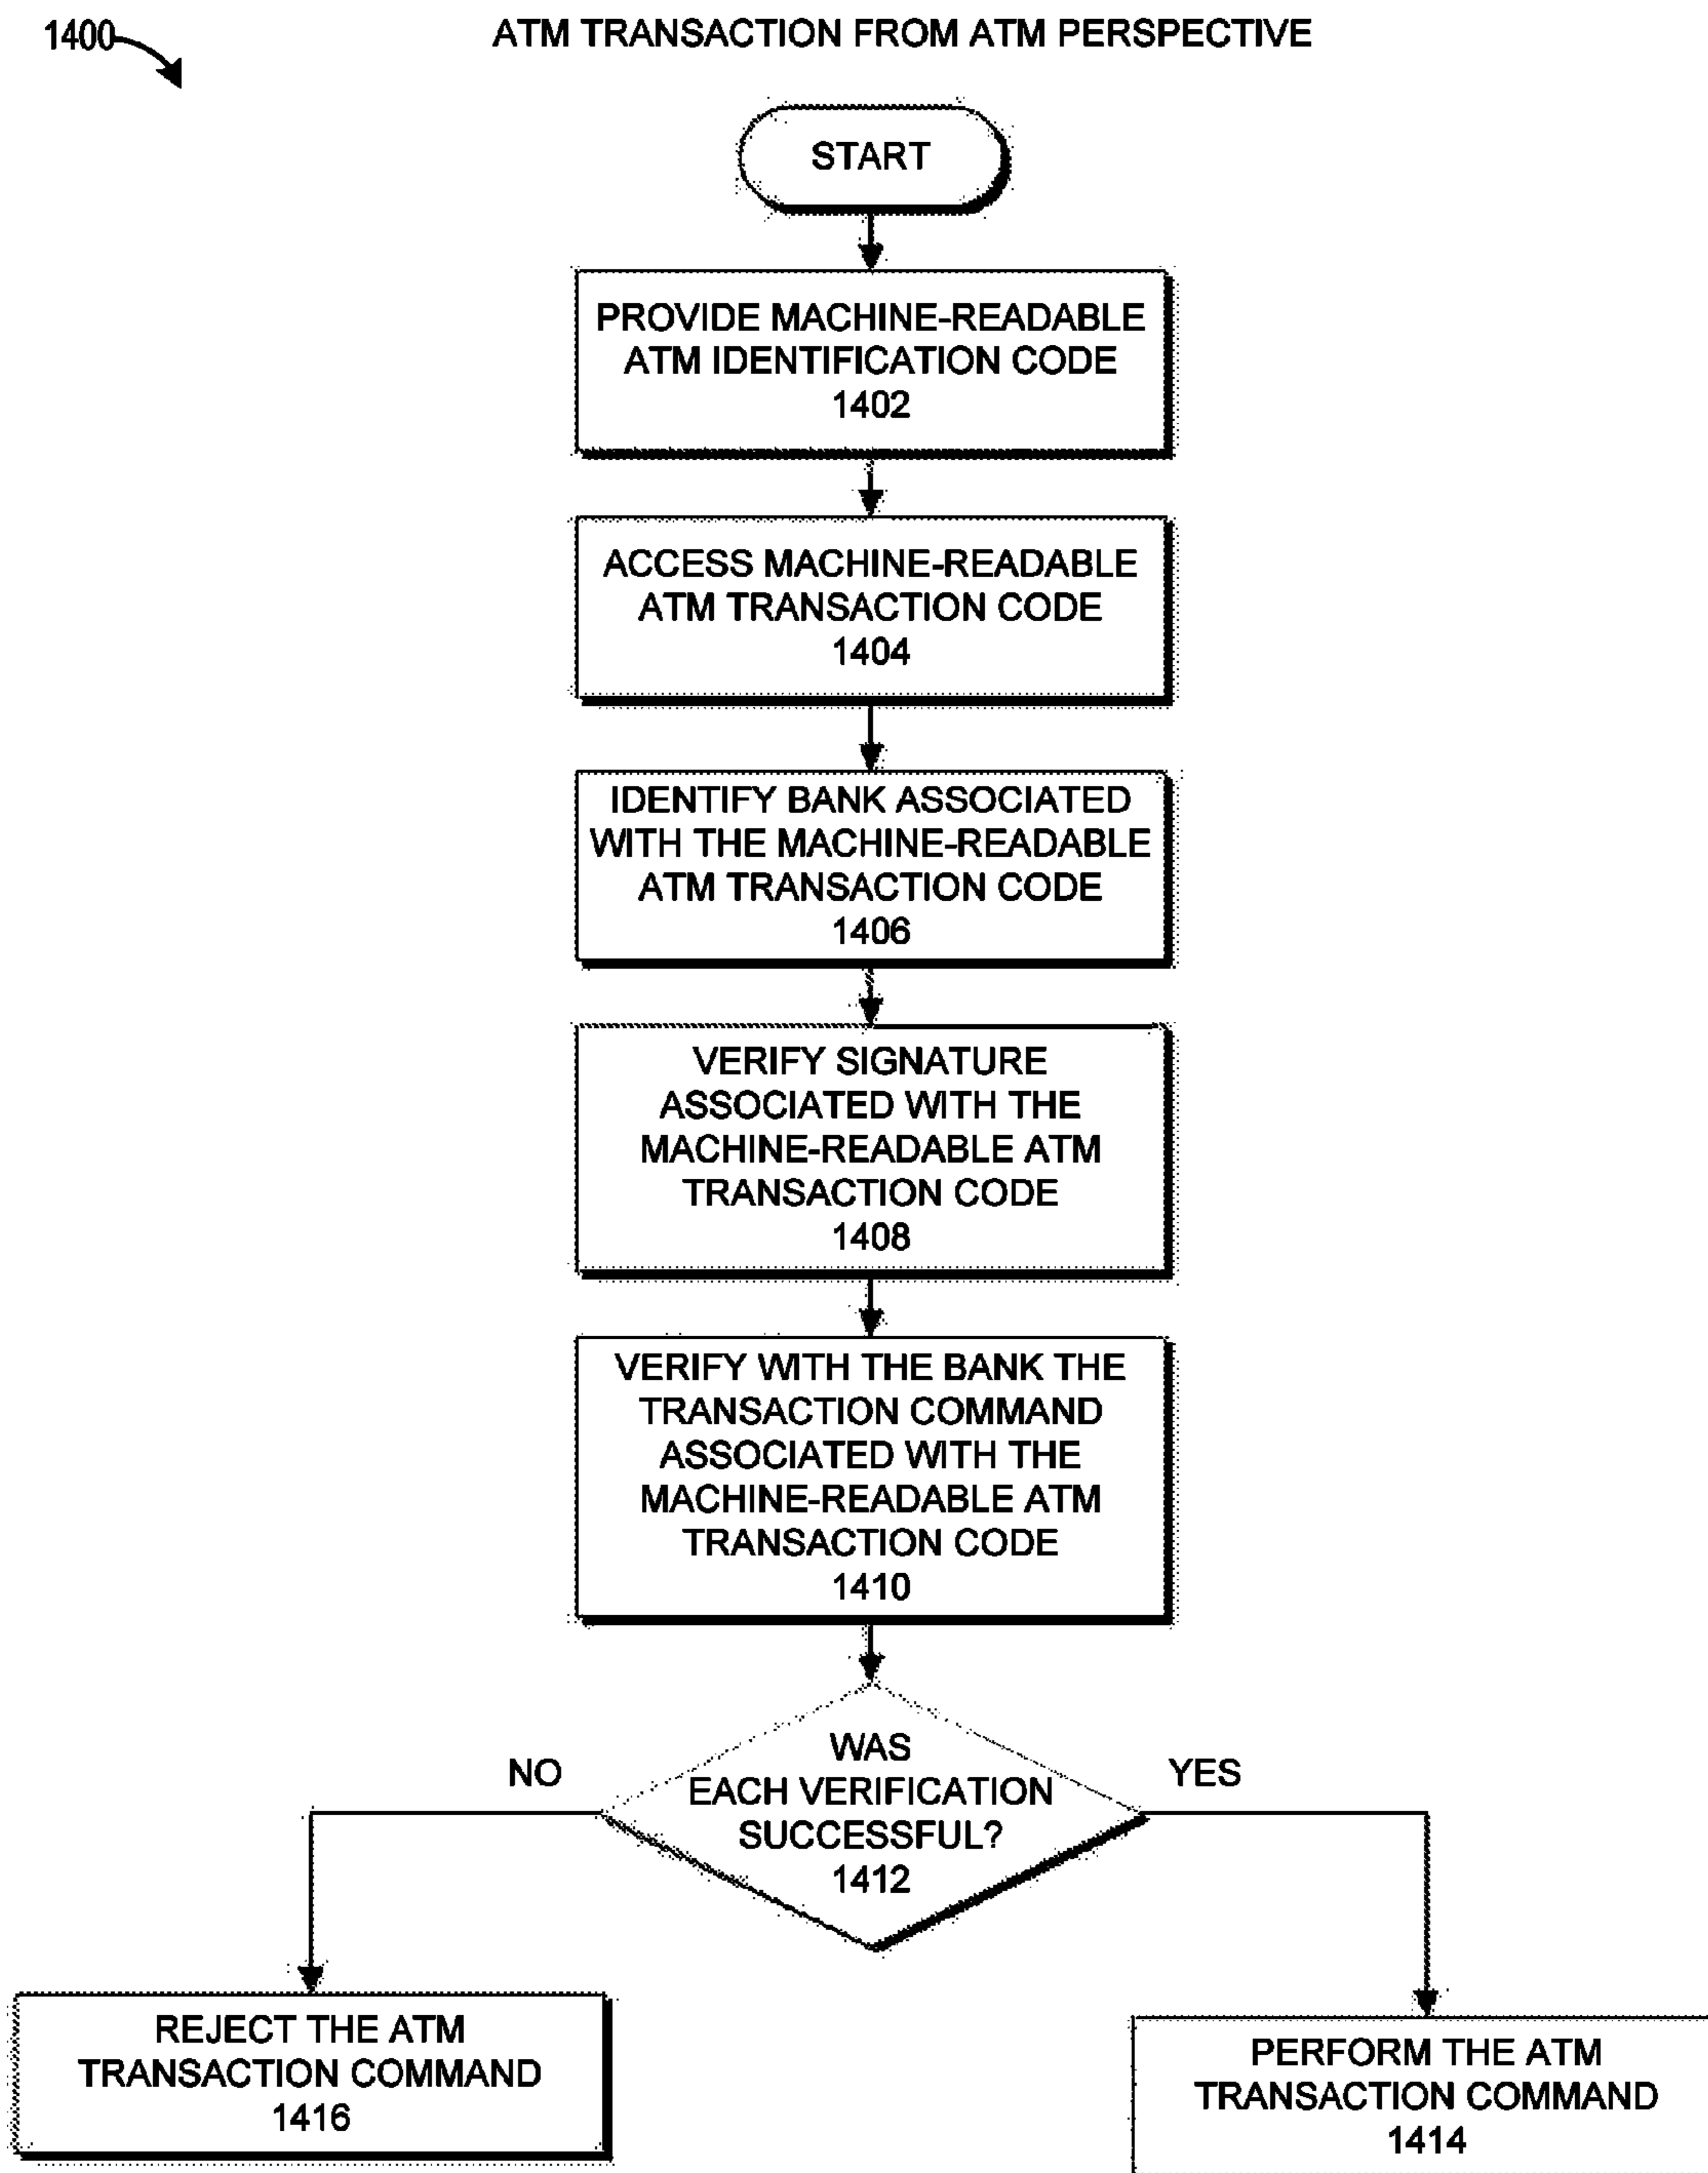 1400
ATM TRANSACTION FROM ATM PERSPECTIVE
START
PROVIDE MACHINE-READABLE
ATM IDENTIFICATION CODE
1402
ACCESS MACHINE-READABLE
ATM TRANSACTION CODE
1404
IDENTIFY BANK ASSOCIATED
WITH THE MACHINE-READABLE
ATM TRANSACTION CODE
1406
VERIFY SIGNATURE
ASSOCIATED WITH THE
MACHINE-READABLE ATM
TRANSACTION CODE
1408
VERIFY WITH THE BANK THE
TRANSACTION COMMAND
ASSOCIATED WITH THE
MACHINE-READABLE ATM
TRANSACTION CODE
1410
WAS
EACH VERIFICATION
SUCCESSFUL?
1412
NO
YES
REJECT THE ATM
TRANSACTION COMMAND
1416
PERFORM THE ATM
TRANSACTION COMMAND
1414